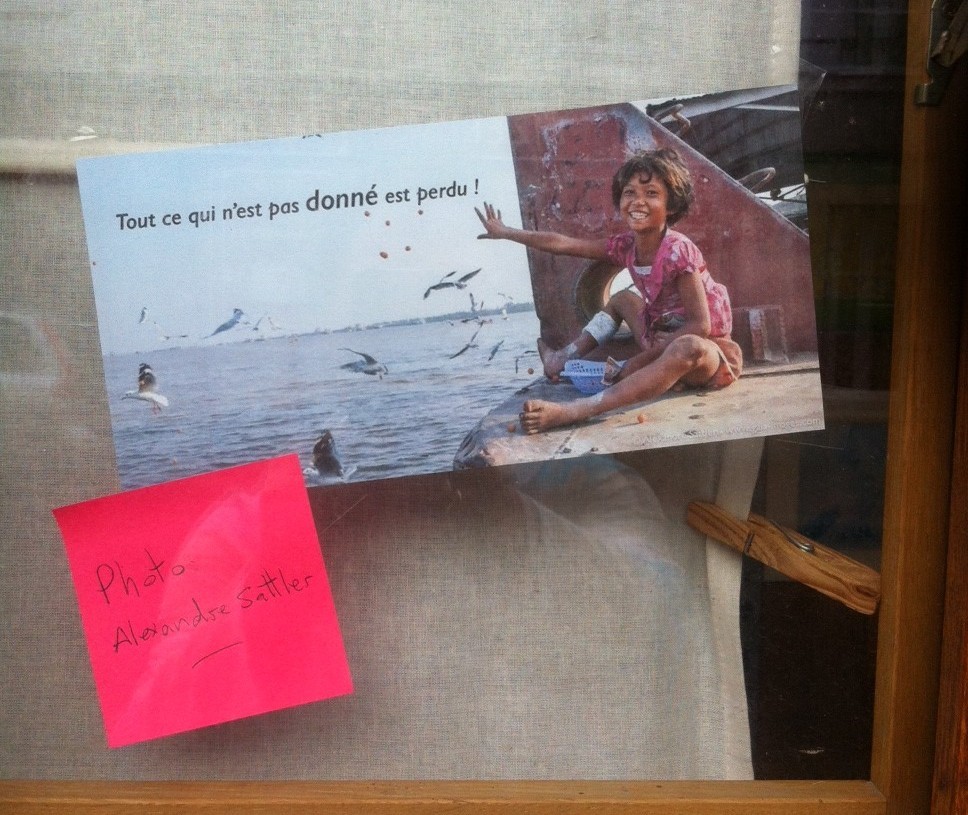 Tout ce qui n'est pas donné est perdu !
Photo
Alexandre Sattler